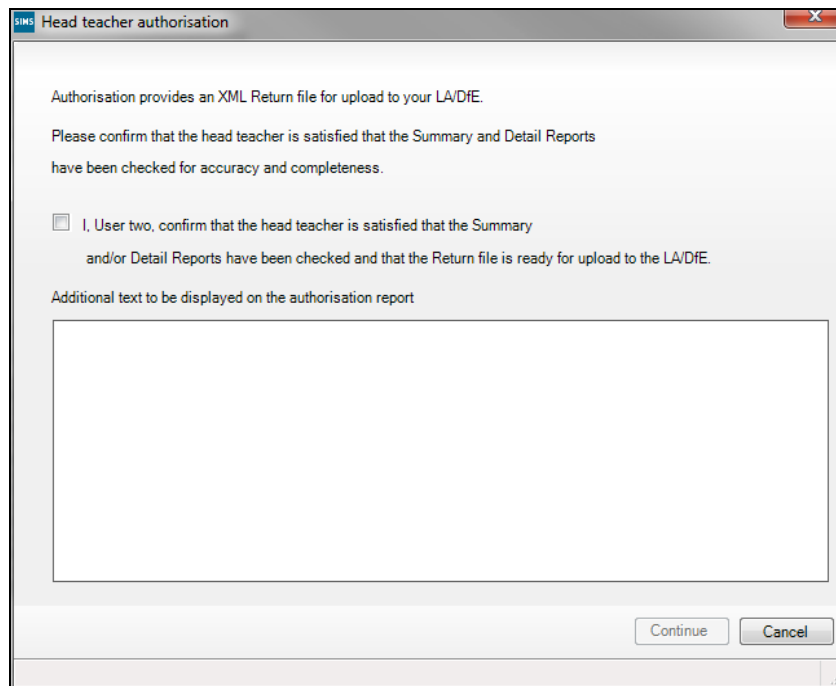 SIMS Head teacher authorisation
Authorisation provides an XML Return file for upload to your LA/DfE.
Please confirm that the head teacher is satisfied that the Summary and Detail Reports
have been checked for accuracy and completeness.
I, User two, confirm that the head teacher is satisfied that the Summary
and/or Detail Reports have been checked and that the Return file is ready for upload to the LA/DfE.
Additional text to be displayed on the authorisation report
Continue Cancel